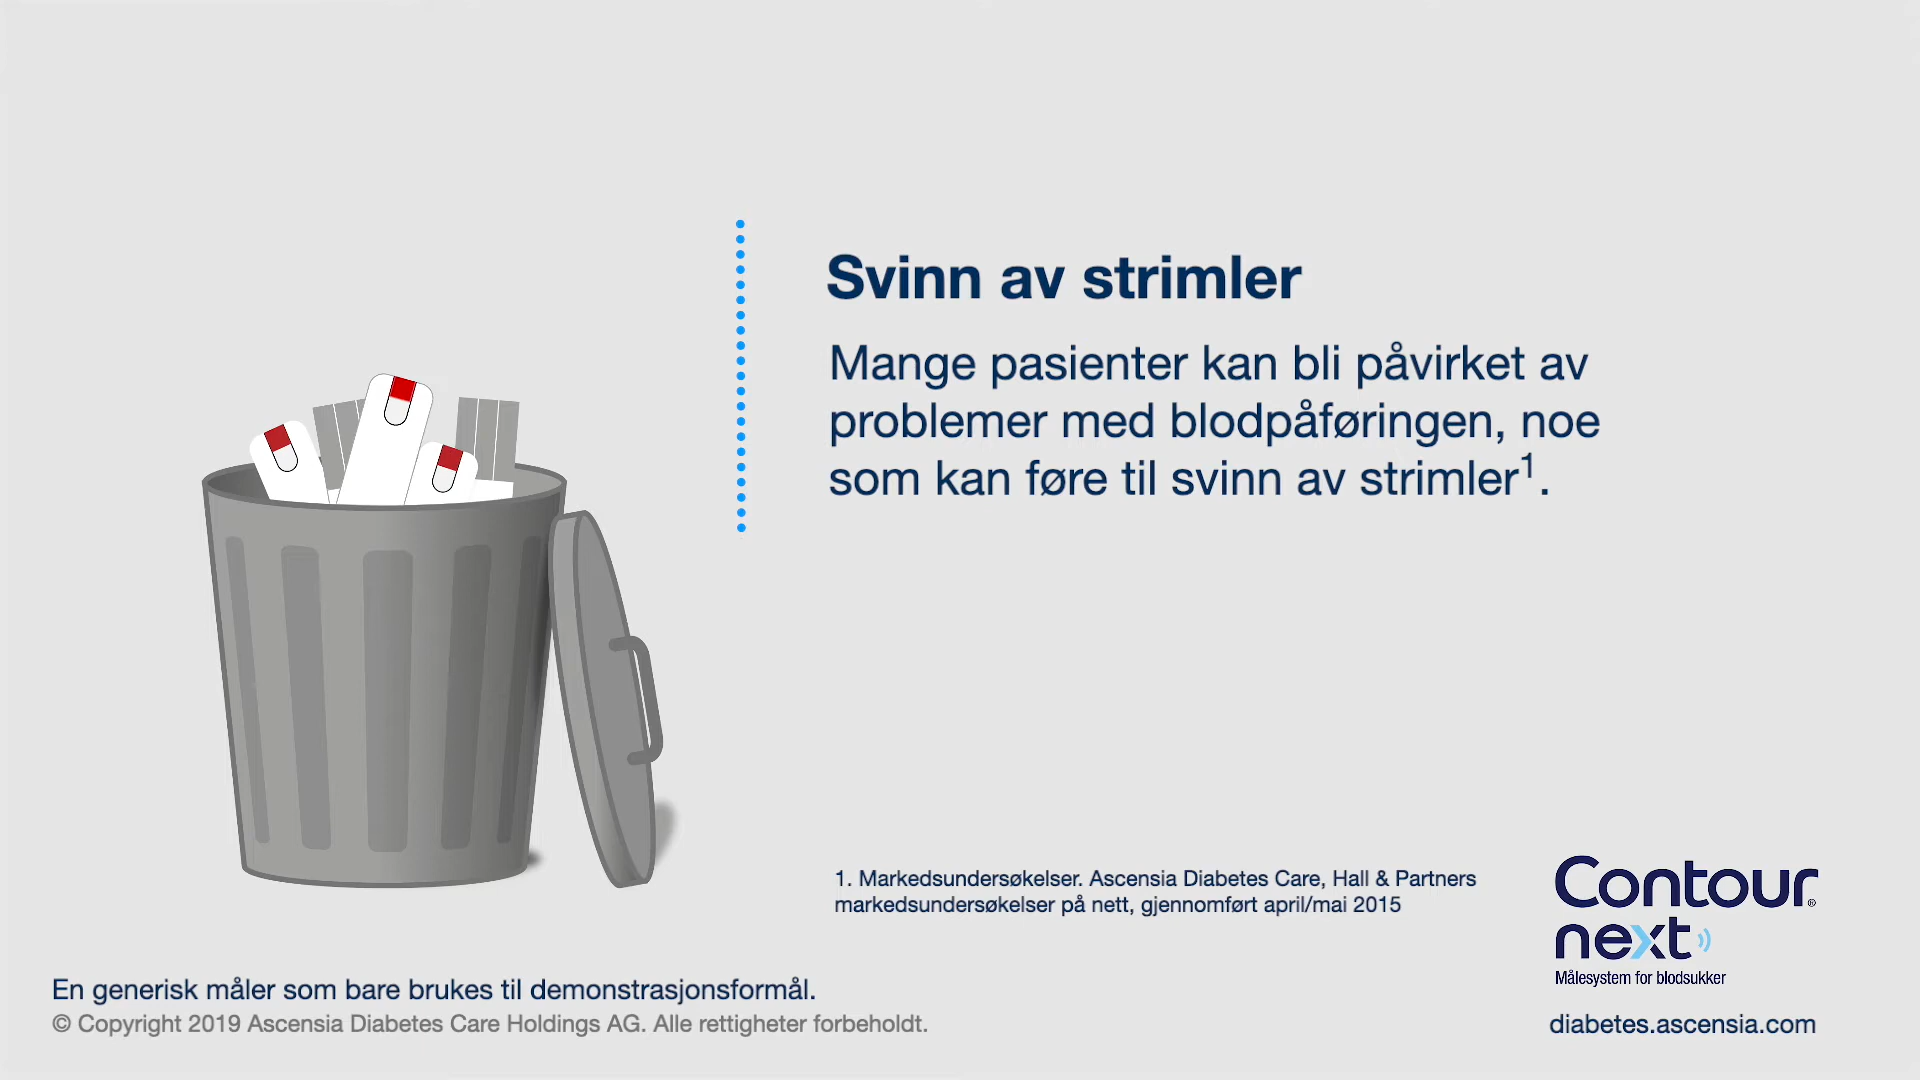 Svinn av strimler
Mange pasienter kan bli påvirket av
problemer med blodpåføringen, noe
som kan føre til svinn av strimler¹.
1. Markedsundersøkelser. Ascensia Diabetes Care, Hall & Partners
markedsundersøkelser på nett, gjennomført april/mai 2015
Contour®
next
Målesystem for blodsukker
En generisk måler som bare brukes til demonstrasjonsformål.
© Copyright 2019 Ascensia Diabetes Care Holdings AG. Alle rettigheter forbeholdt.
diabetes.ascensia.com